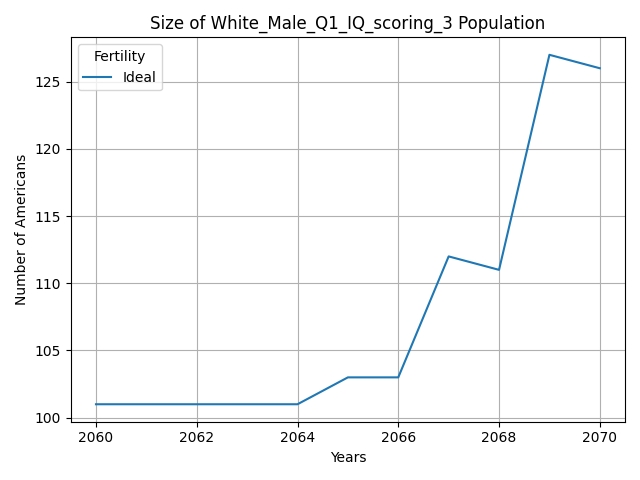 Size of White_Male_Q1_IQ_scoring_3 Population
Fertility
Ideal
Number of Americans
125
120
115
110
105
100
2060
2062
2064
2066
2068
2070
Years